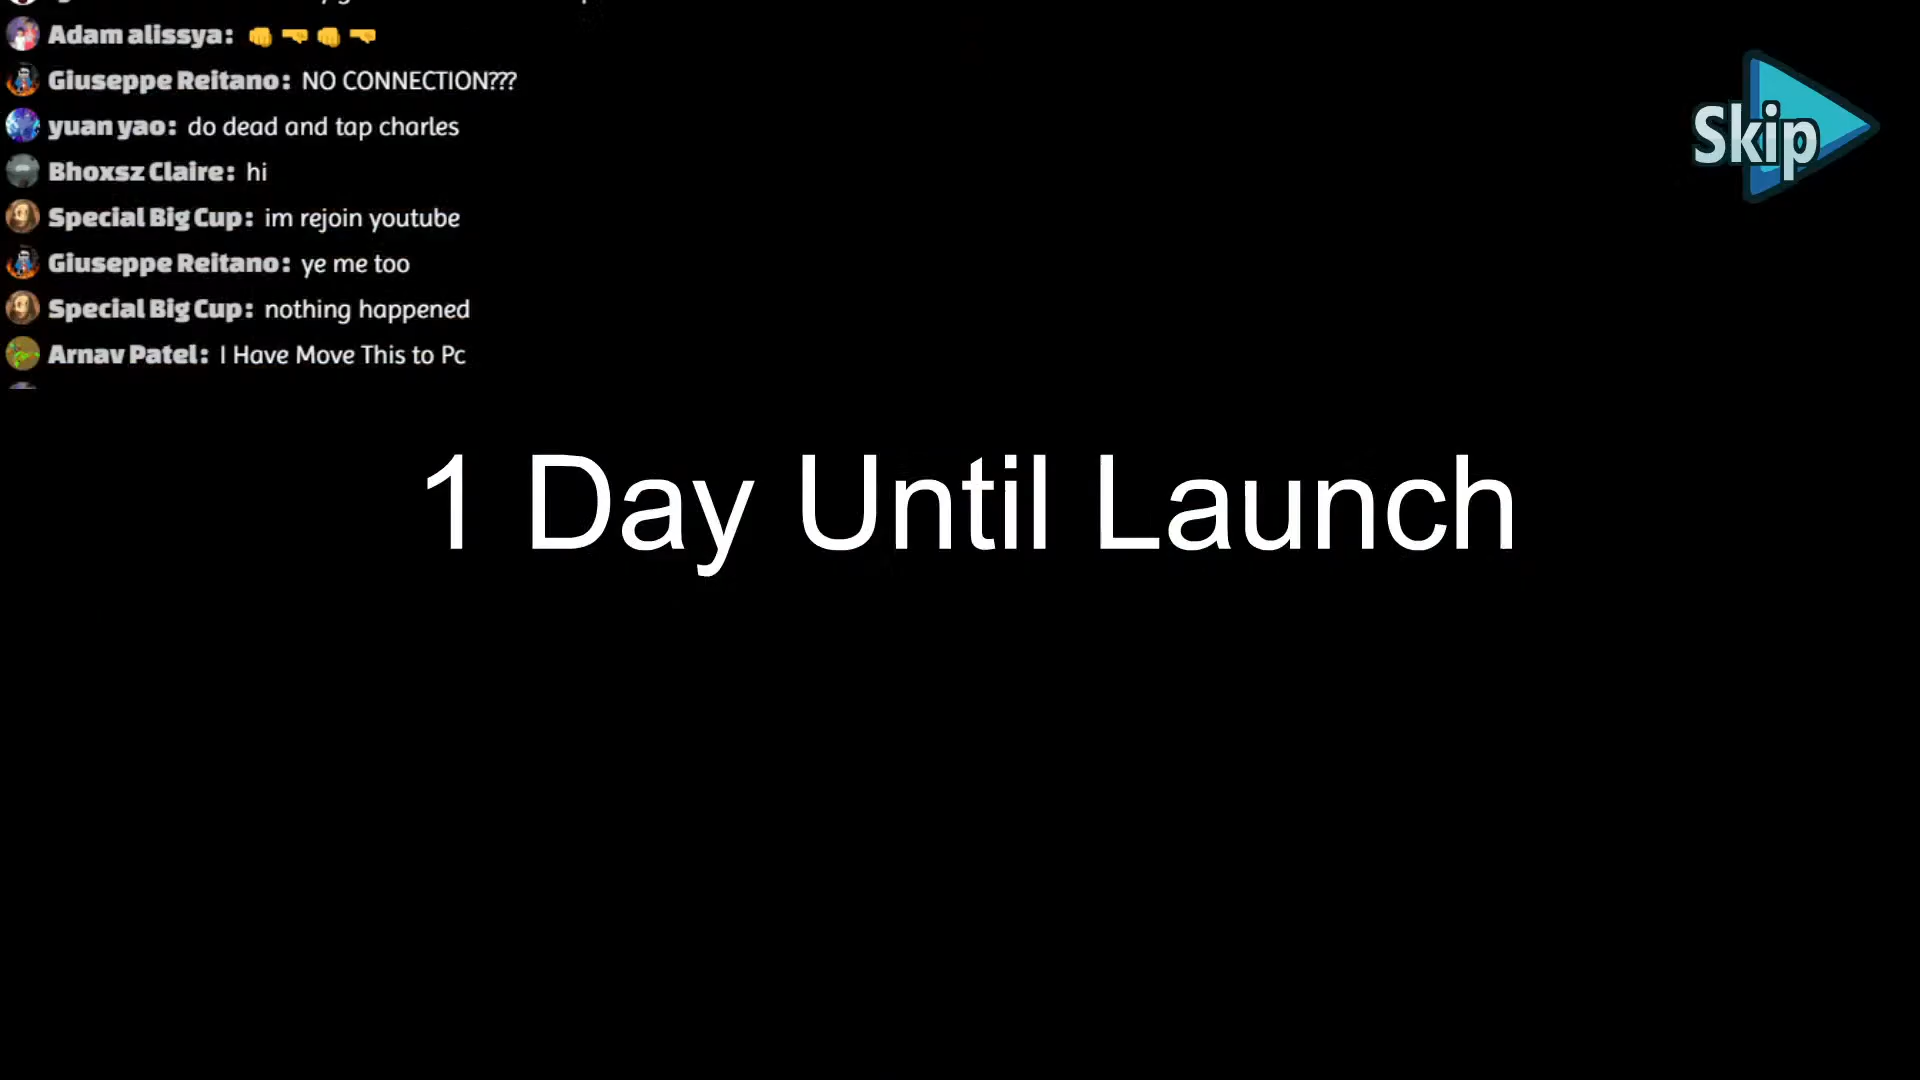 Adam alissya: 👊 🤜 👊 🤜
Giuseppe Reitano: NO CONNECTION???
yuan yao: do dead and tap charles
Bhoxsz Claire: hi
Special Big Cup: im rejoin youtube
Giuseppe Reitano: ye me too
Special Big Cup: nothing happened
Arnav Patel: I Have Move This to Pc
Skip
1 Day Until Launch